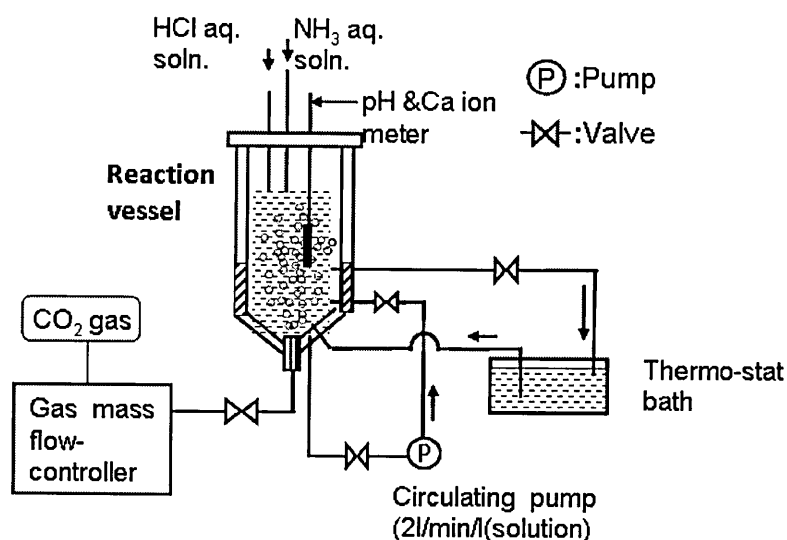 HCl aq.
soln.
NH3 aq.
soln.
pH &Ca ion
meter
P :Pump
:Valve
Reaction
vessel
CO2 gas
Gas mass
flow-
controller
Thermo-stat
bath
P
Circulating pump
(2l/min/l(solution)